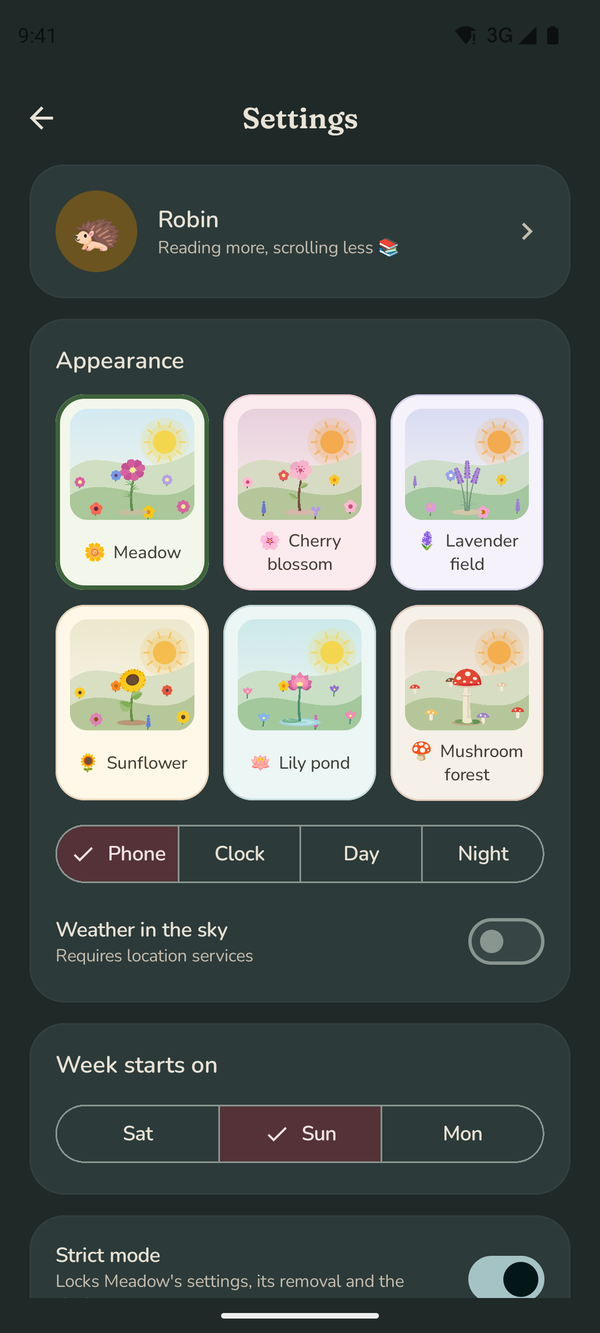 9:41
3G
Settings
Robin
Reading more, scrolling less 📚
Appearance
Meadow
Cherry
blossom
Lavender
field
Sunflower
Lily pond
Mushroom
forest
Phone
Clock
Day
Night
Weather in the sky
Requires location services
Week starts on
Sat
Sun
Mon
Strict mode
Locks Meadow's settings, its removal and the